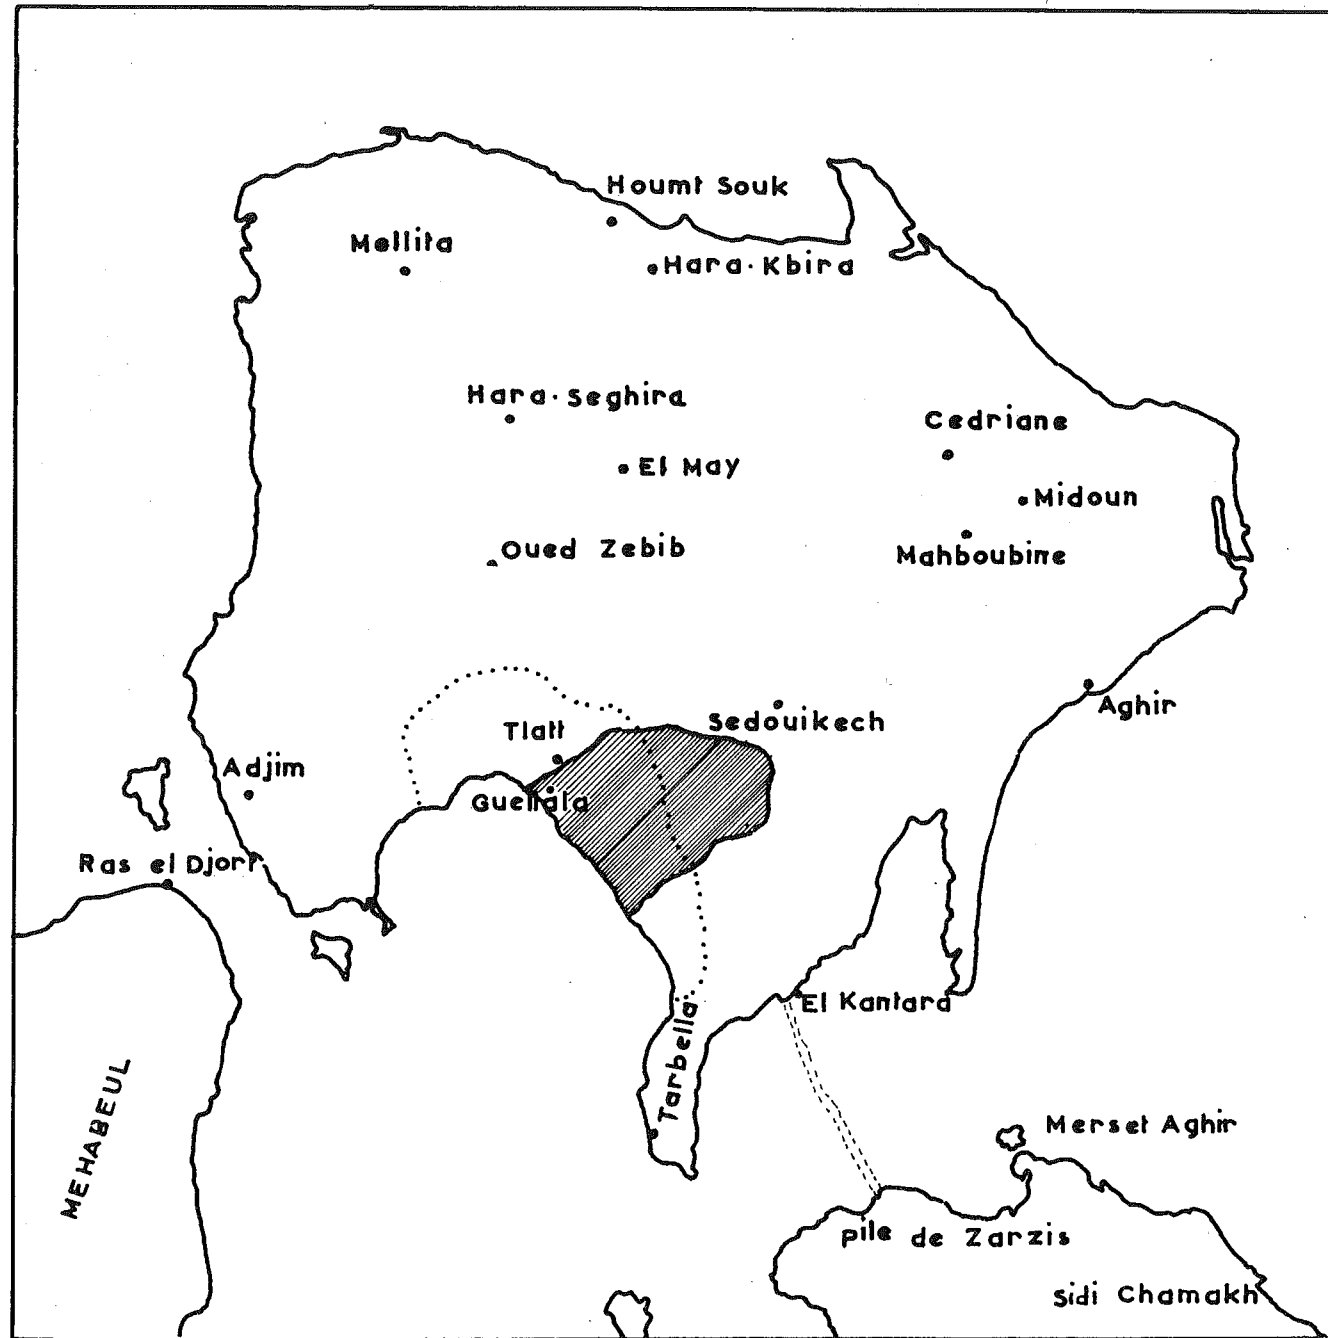 Houmt Souk
Mellita
Hara-Kbira
Hara-Seghira
Cedriane
El May
Midoun
Oued Zebib
Mahboubine
Aghir
Sedouikech
Tlatt
Adjim
Guellala
Ras el Djorf
El Kantara
Tarbella
MEHABEUL
Merset Aghir
Pile de Zarzis
Sidi Chamakh